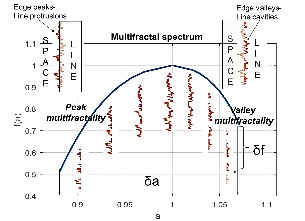 Edge peaks-
Line protrusions
Edge valleys-
Line cavities
Multifractal spectrum
S P A C E
L I N E
S P A C E
L I N E
Peak
multifractality
Valley
multifractality
δf
δa
f(α)
1.1
1
0.9
0.8
0.7
0.6
0.5
0.4
0.9
0.95
1
1.05
1.1
a